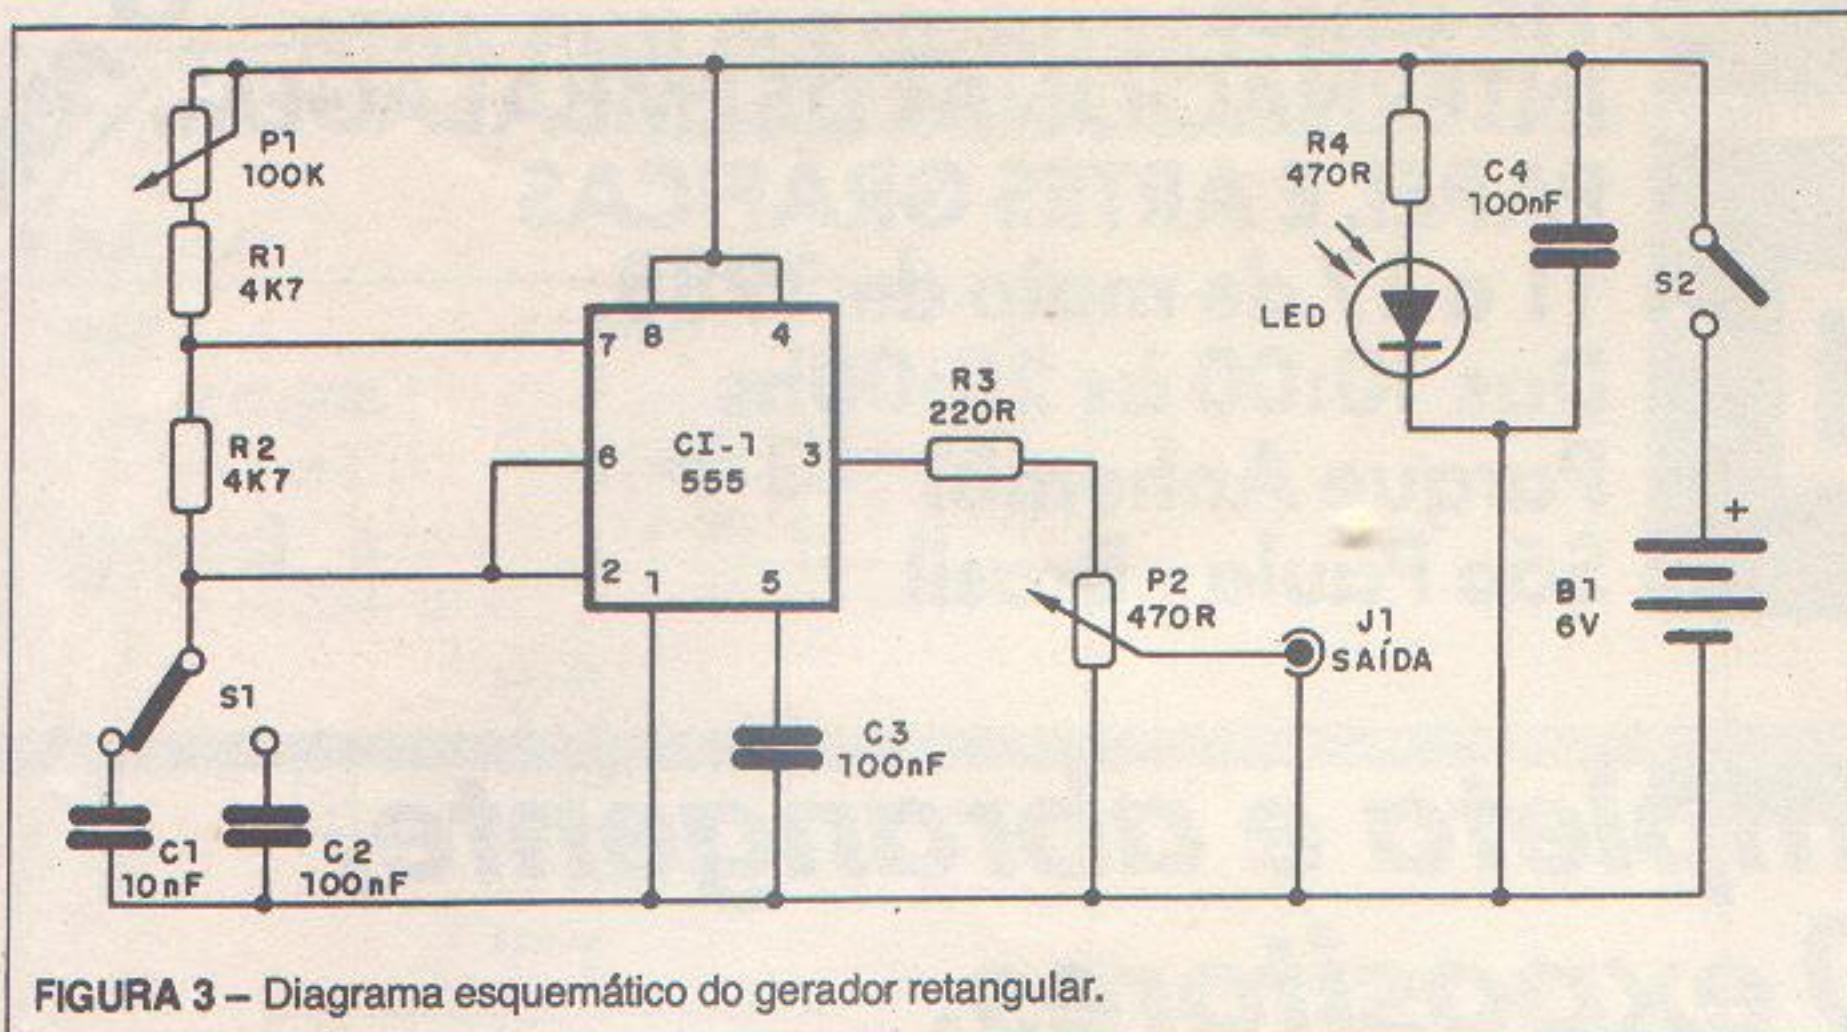 P1
100K
R1
4K7
R2
4K7
S1
C1
10nF
C2
100nF
7
8
4
6
CI-1
555
3
2
1
5
R3
220R
C3
100nF
P2
470R
J1
SAÍDA
R4
470R
LED
C4
100nF
S2
+
B1
6V
FIGURA 3 – Diagrama esquemático do gerador retangular.